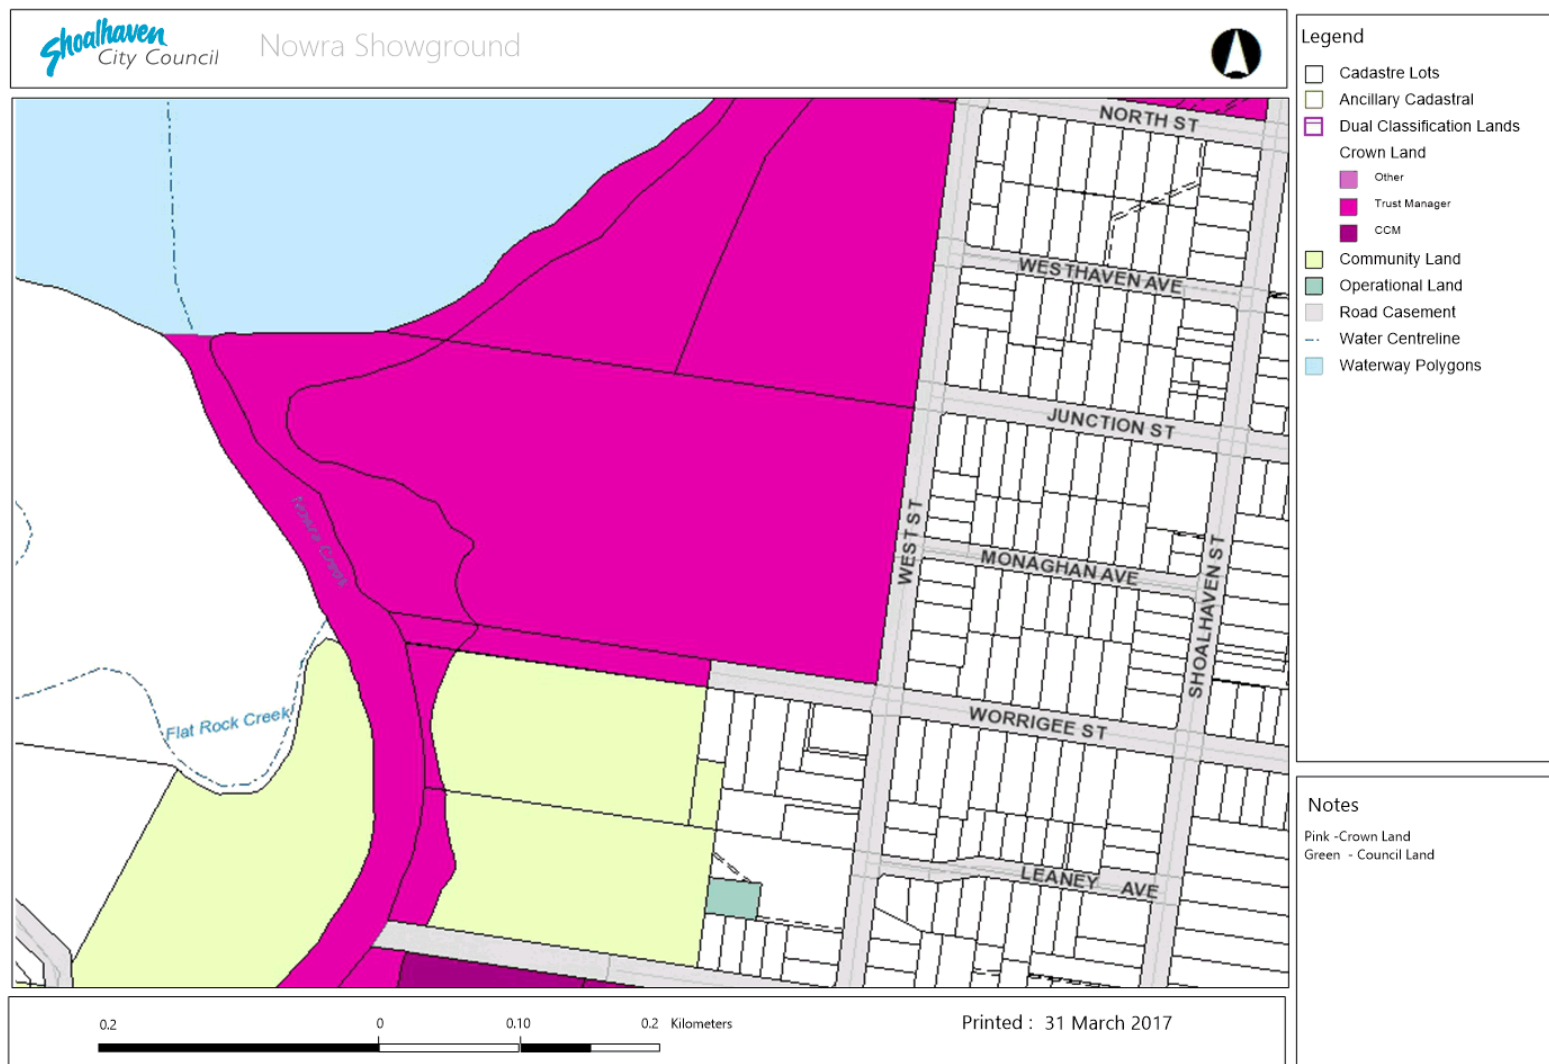 Shoalhaven
City Council
Nowra Showground
NORTH ST
WESTHAVEN AVE
JUNCTION ST
WEST ST
MONAGHAN AVE
SHOALHAVEN ST
Nowra Creek
WORRIGEE ST
Flat Rock Creek
LEANEY AVE
Legend
Cadastre Lots
Ancillary Cadastral
Dual Classification Lands
Crown Land
Other
Trust Manager
CCM
Community Land
Operational Land
Road Casement
Water Centreline
Waterway Polygons
Notes
Pink -Crown Land
Green - Council Land
0.2 0 0.10 0.2 Kilometers
Printed : 31 March 2017